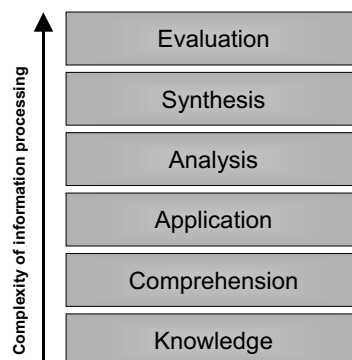 Evaluation
Synthesis
Analysis
Application
Comprehension
Knowledge
Complexity of information processing